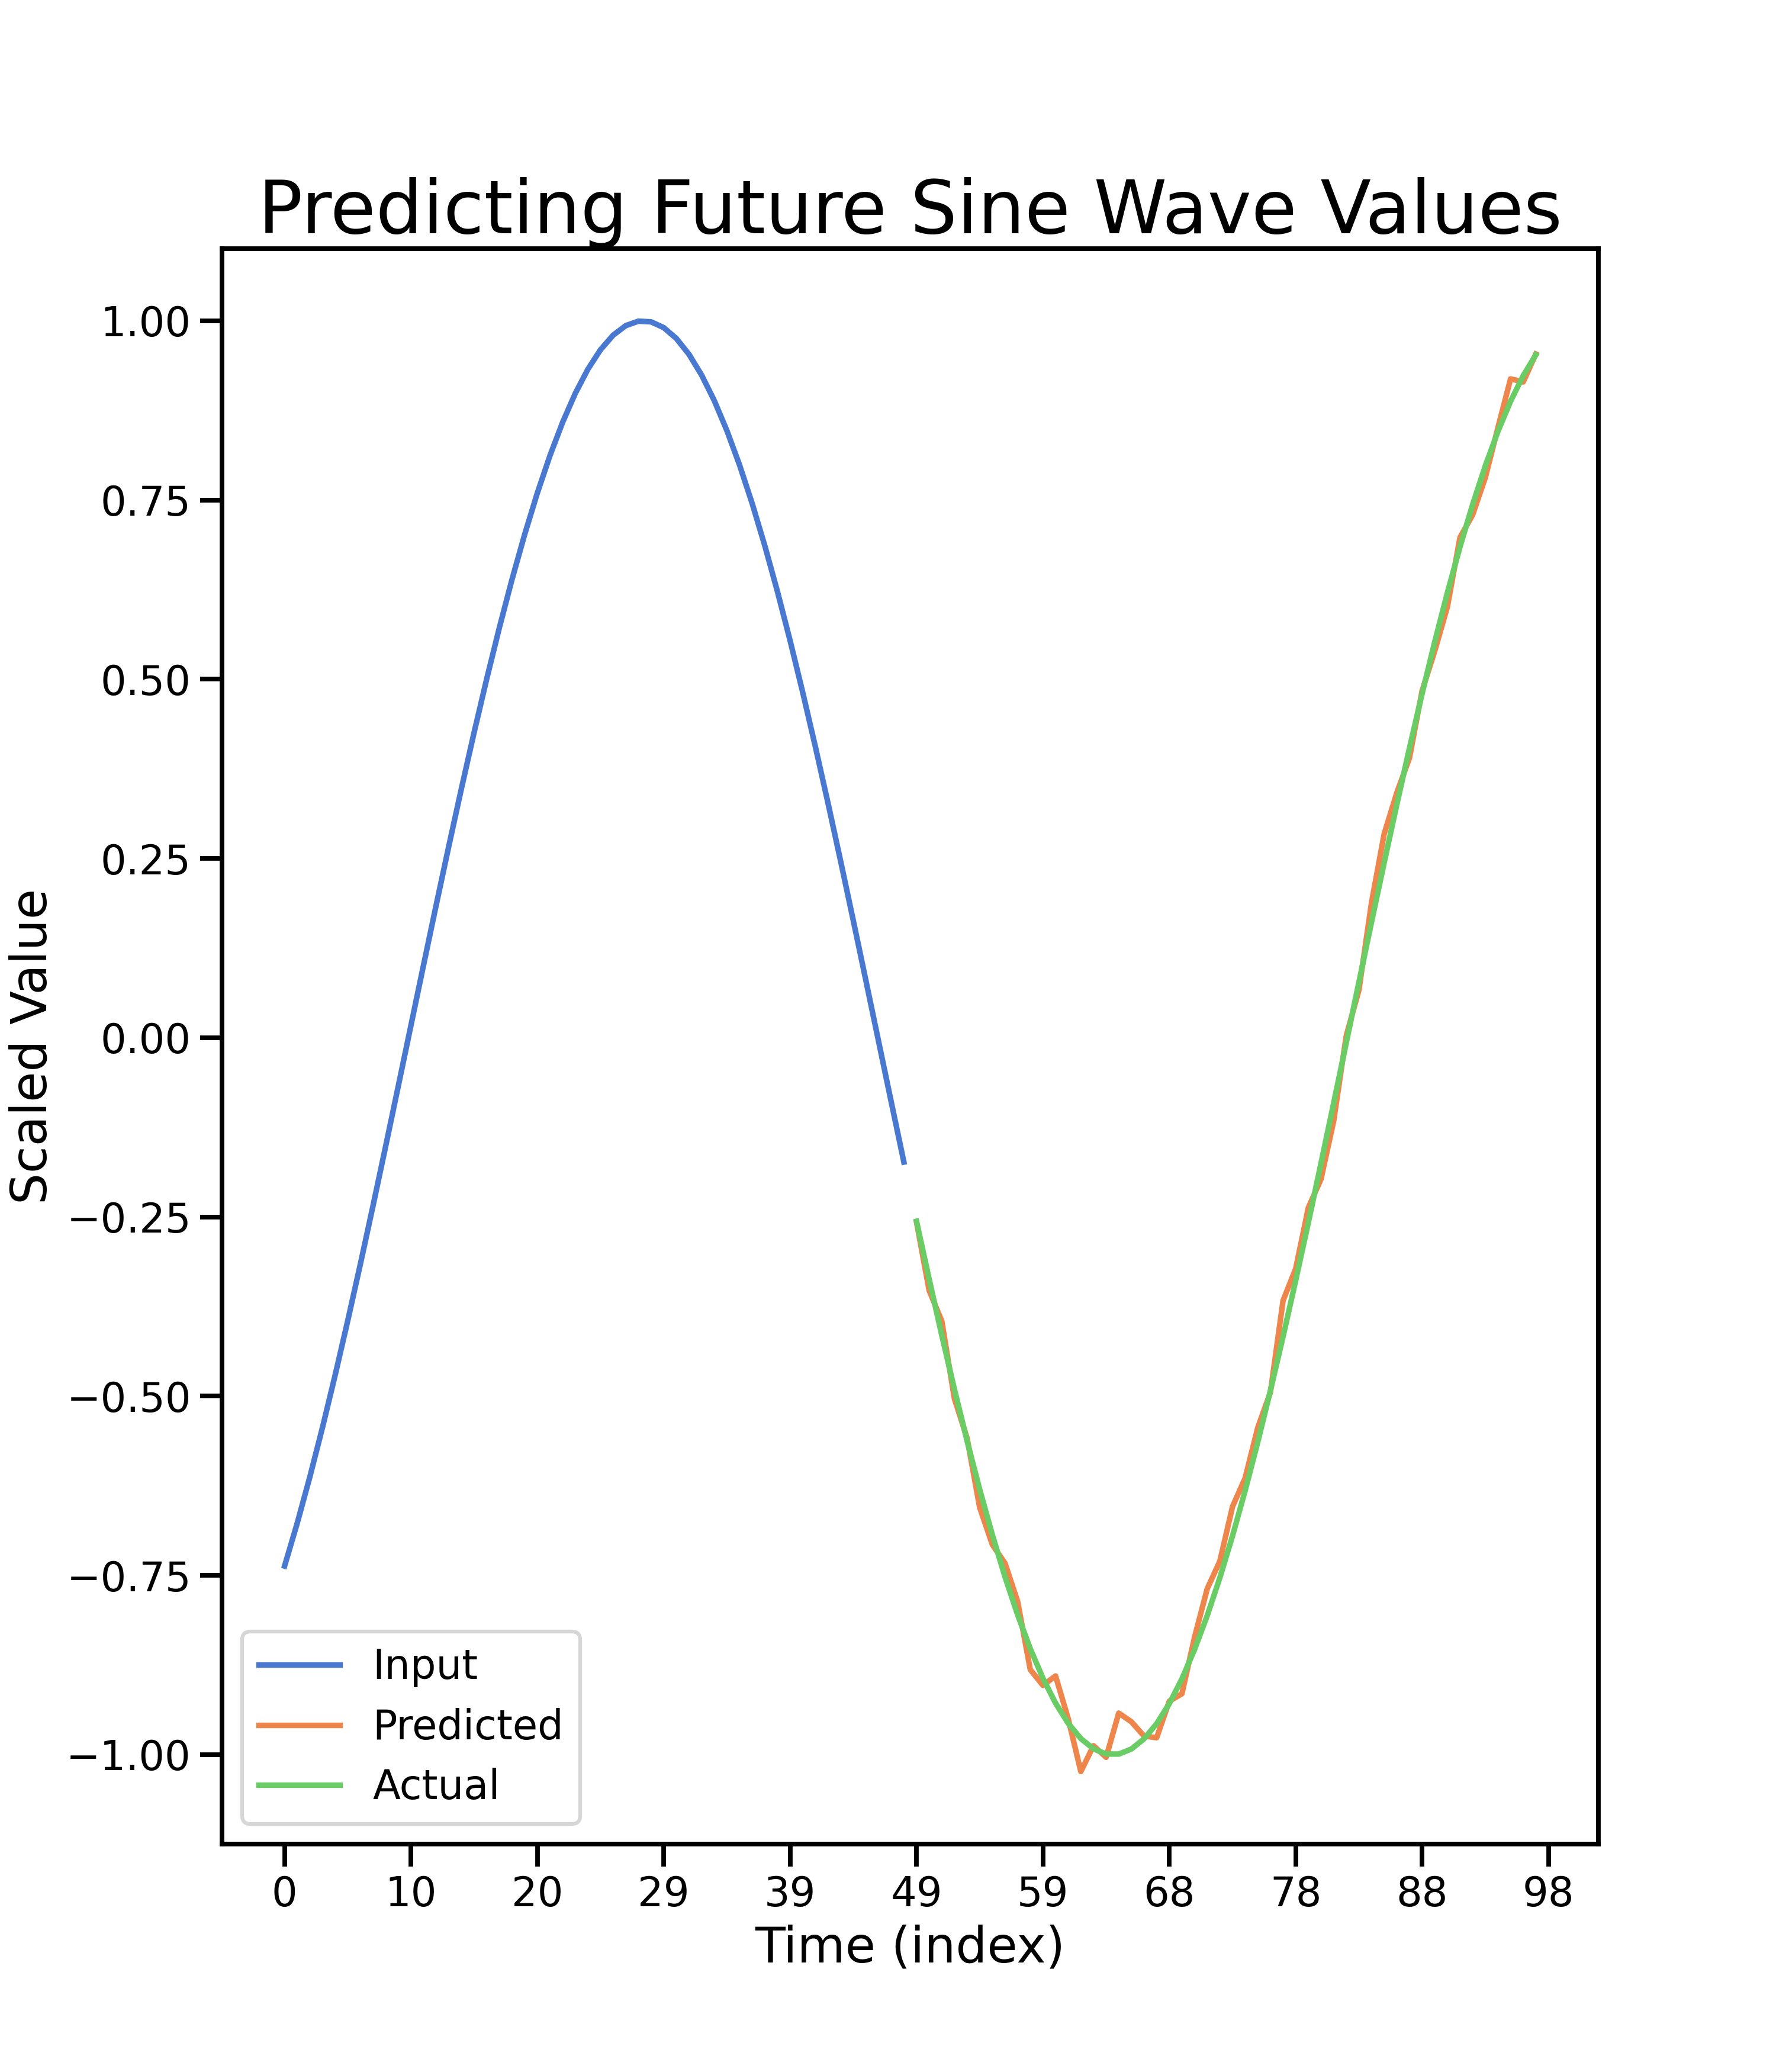 Predicting Future Sine Wave Values
1.00
0.75
0.50
0.25
0.00
−0.25
−0.50
−0.75
−1.00
Scaled Value
Input
Predicted
Actual
0 10 20 29 39 49 59 68 78 88 98
Time (index)